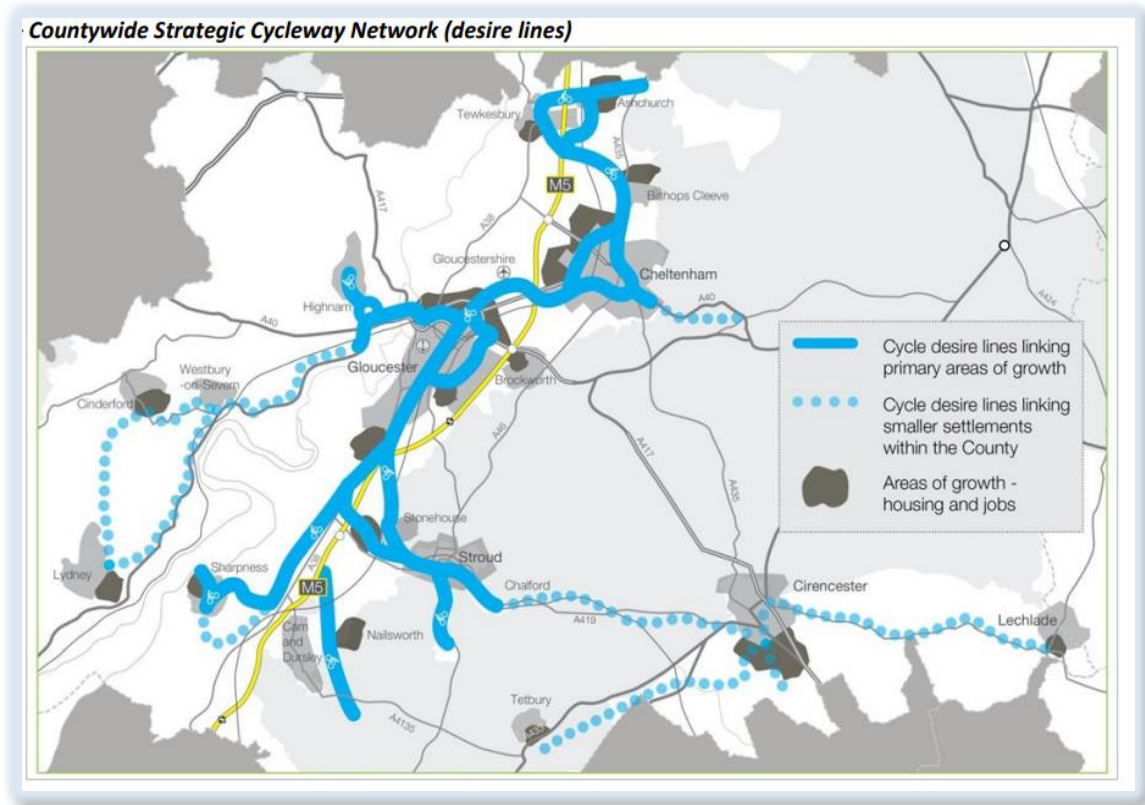 Countywide Strategic Cycleway Network (desire lines)
Ashchurch
Tewkesbury
A435
M5
A417
Bishops Cleeve
A38
Gloucestershire
Cheltenham
Highnam
A40
A424
A40
Westbury
-on-Severn
Gloucester
Brockworth
Cinderford
A46
A417
A435
Stonehouse
Stroud
Lydney
Sharpness
A38
M5
Chalford
Cirencester
A419
Lechlade
Cam
and
Dursley
Nailsworth
Tetbury
A4135
Cycle desire lines linking
primary areas of growth
Cycle desire lines linking
smaller settlements
within the County
Areas of growth -
housing and jobs